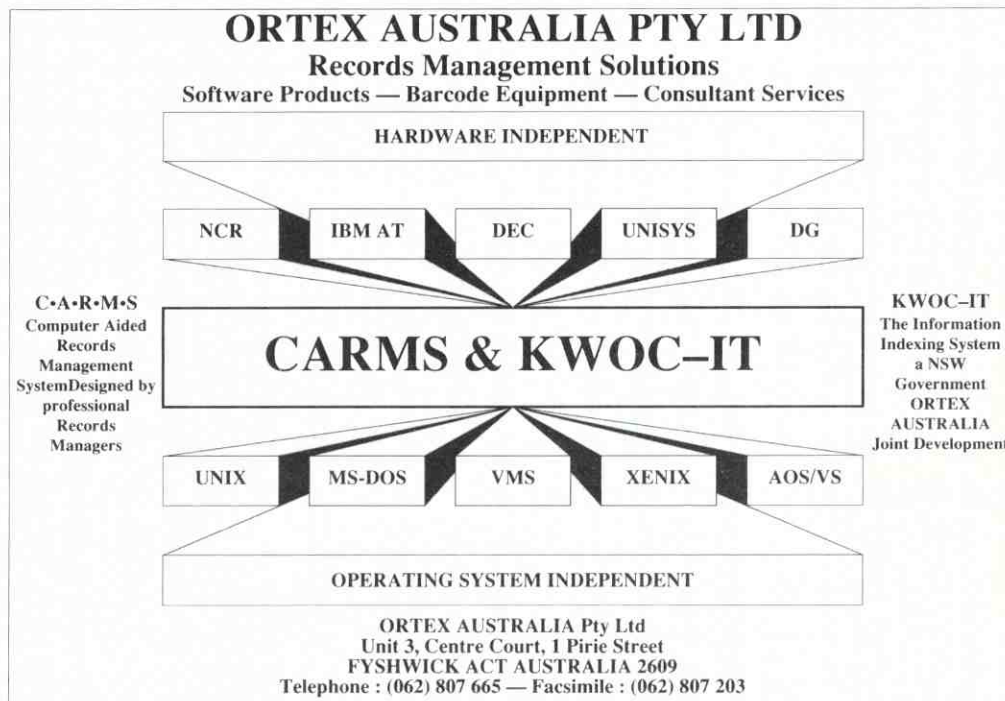 ORTEX AUSTRALIA PTY LTD
Records Management Solutions
Software Products — Barcode Equipment — Consultant Services
HARDWARE INDEPENDENT
NCR
IBM AT
DEC
UNISYS
DG
C•A•R•M•S
Computer Aided
Records
Management
SystemDesigned by
professional
Records
Managers
CARMS & KWOC–IT
KWOC–IT
The Information
Indexing System
a NSW
Government
ORTEX
AUSTRALIA
Joint Development
UNIX
MS-DOS
VMS
XENIX
AOS/VS
OPERATING SYSTEM INDEPENDENT
ORTEX AUSTRALIA Pty Ltd
Unit 3, Centre Court, 1 Pirie Street
FYSHWICK ACT AUSTRALIA 2609
Telephone : (062) 807 665 — Facsimile : (062) 807 203